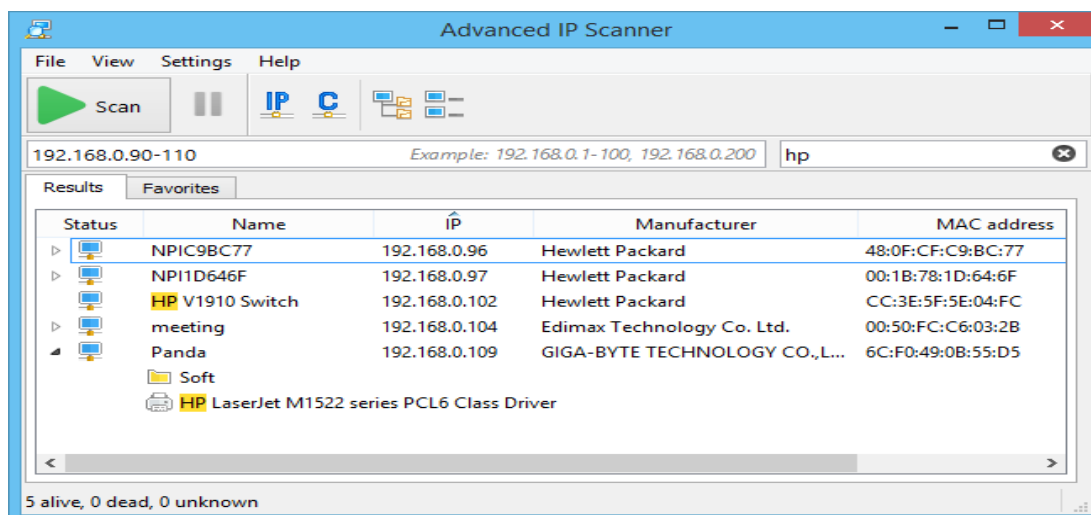 Advanced IP Scanner
File View Settings Help
Scan IP C
192.168.0.90-110 Example: 192.168.0.1-100, 192.168.0.200 hp
Results Favorites
Status Name IP Manufacturer MAC address
NPIC9BC77 192.168.0.96 Hewlett Packard 48:0F:CF:C9:BC:77
NPI1D646F 192.168.0.97 Hewlett Packard 00:1B:78:1D:64:6F
HP V1910 Switch 192.168.0.102 Hewlett Packard CC:3E:5F:5E:04:FC
meeting 192.168.0.104 Edimax Technology Co. Ltd. 00:50:FC:C6:03:2B
Panda 192.168.0.109 GIGA-BYTE TECHNOLOGY CO.,L... 6C:F0:49:0B:55:D5
Soft
HP LaserJet M1522 series PCL6 Class Driver
5 alive, 0 dead, 0 unknown